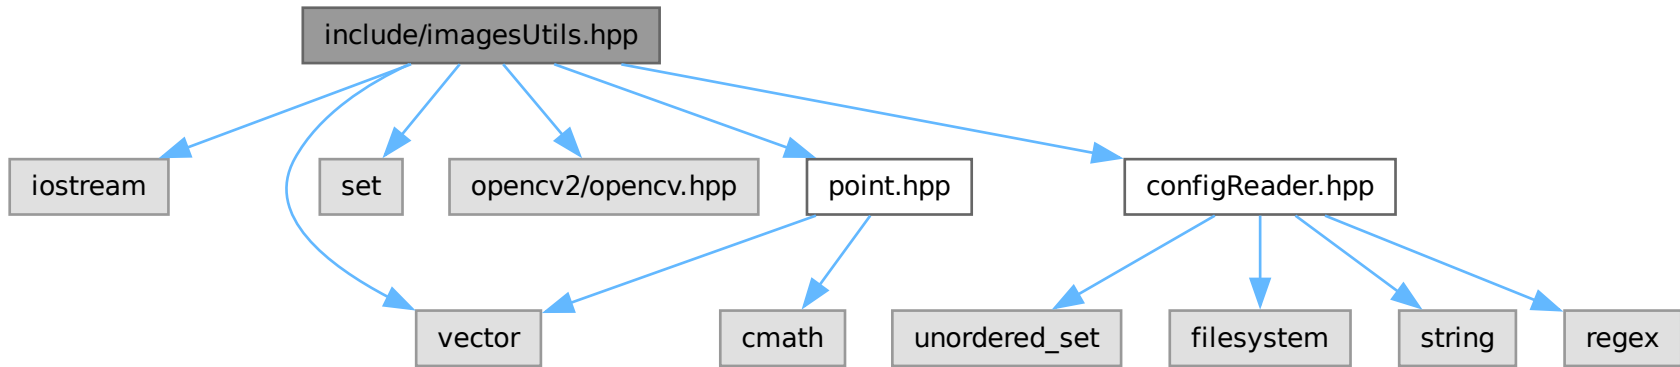 include/imagesUtils.hpp
iostream
set
opencv2/opencv.hpp
point.hpp
configReader.hpp
vector
cmath
unordered_set
filesystem
string
regex